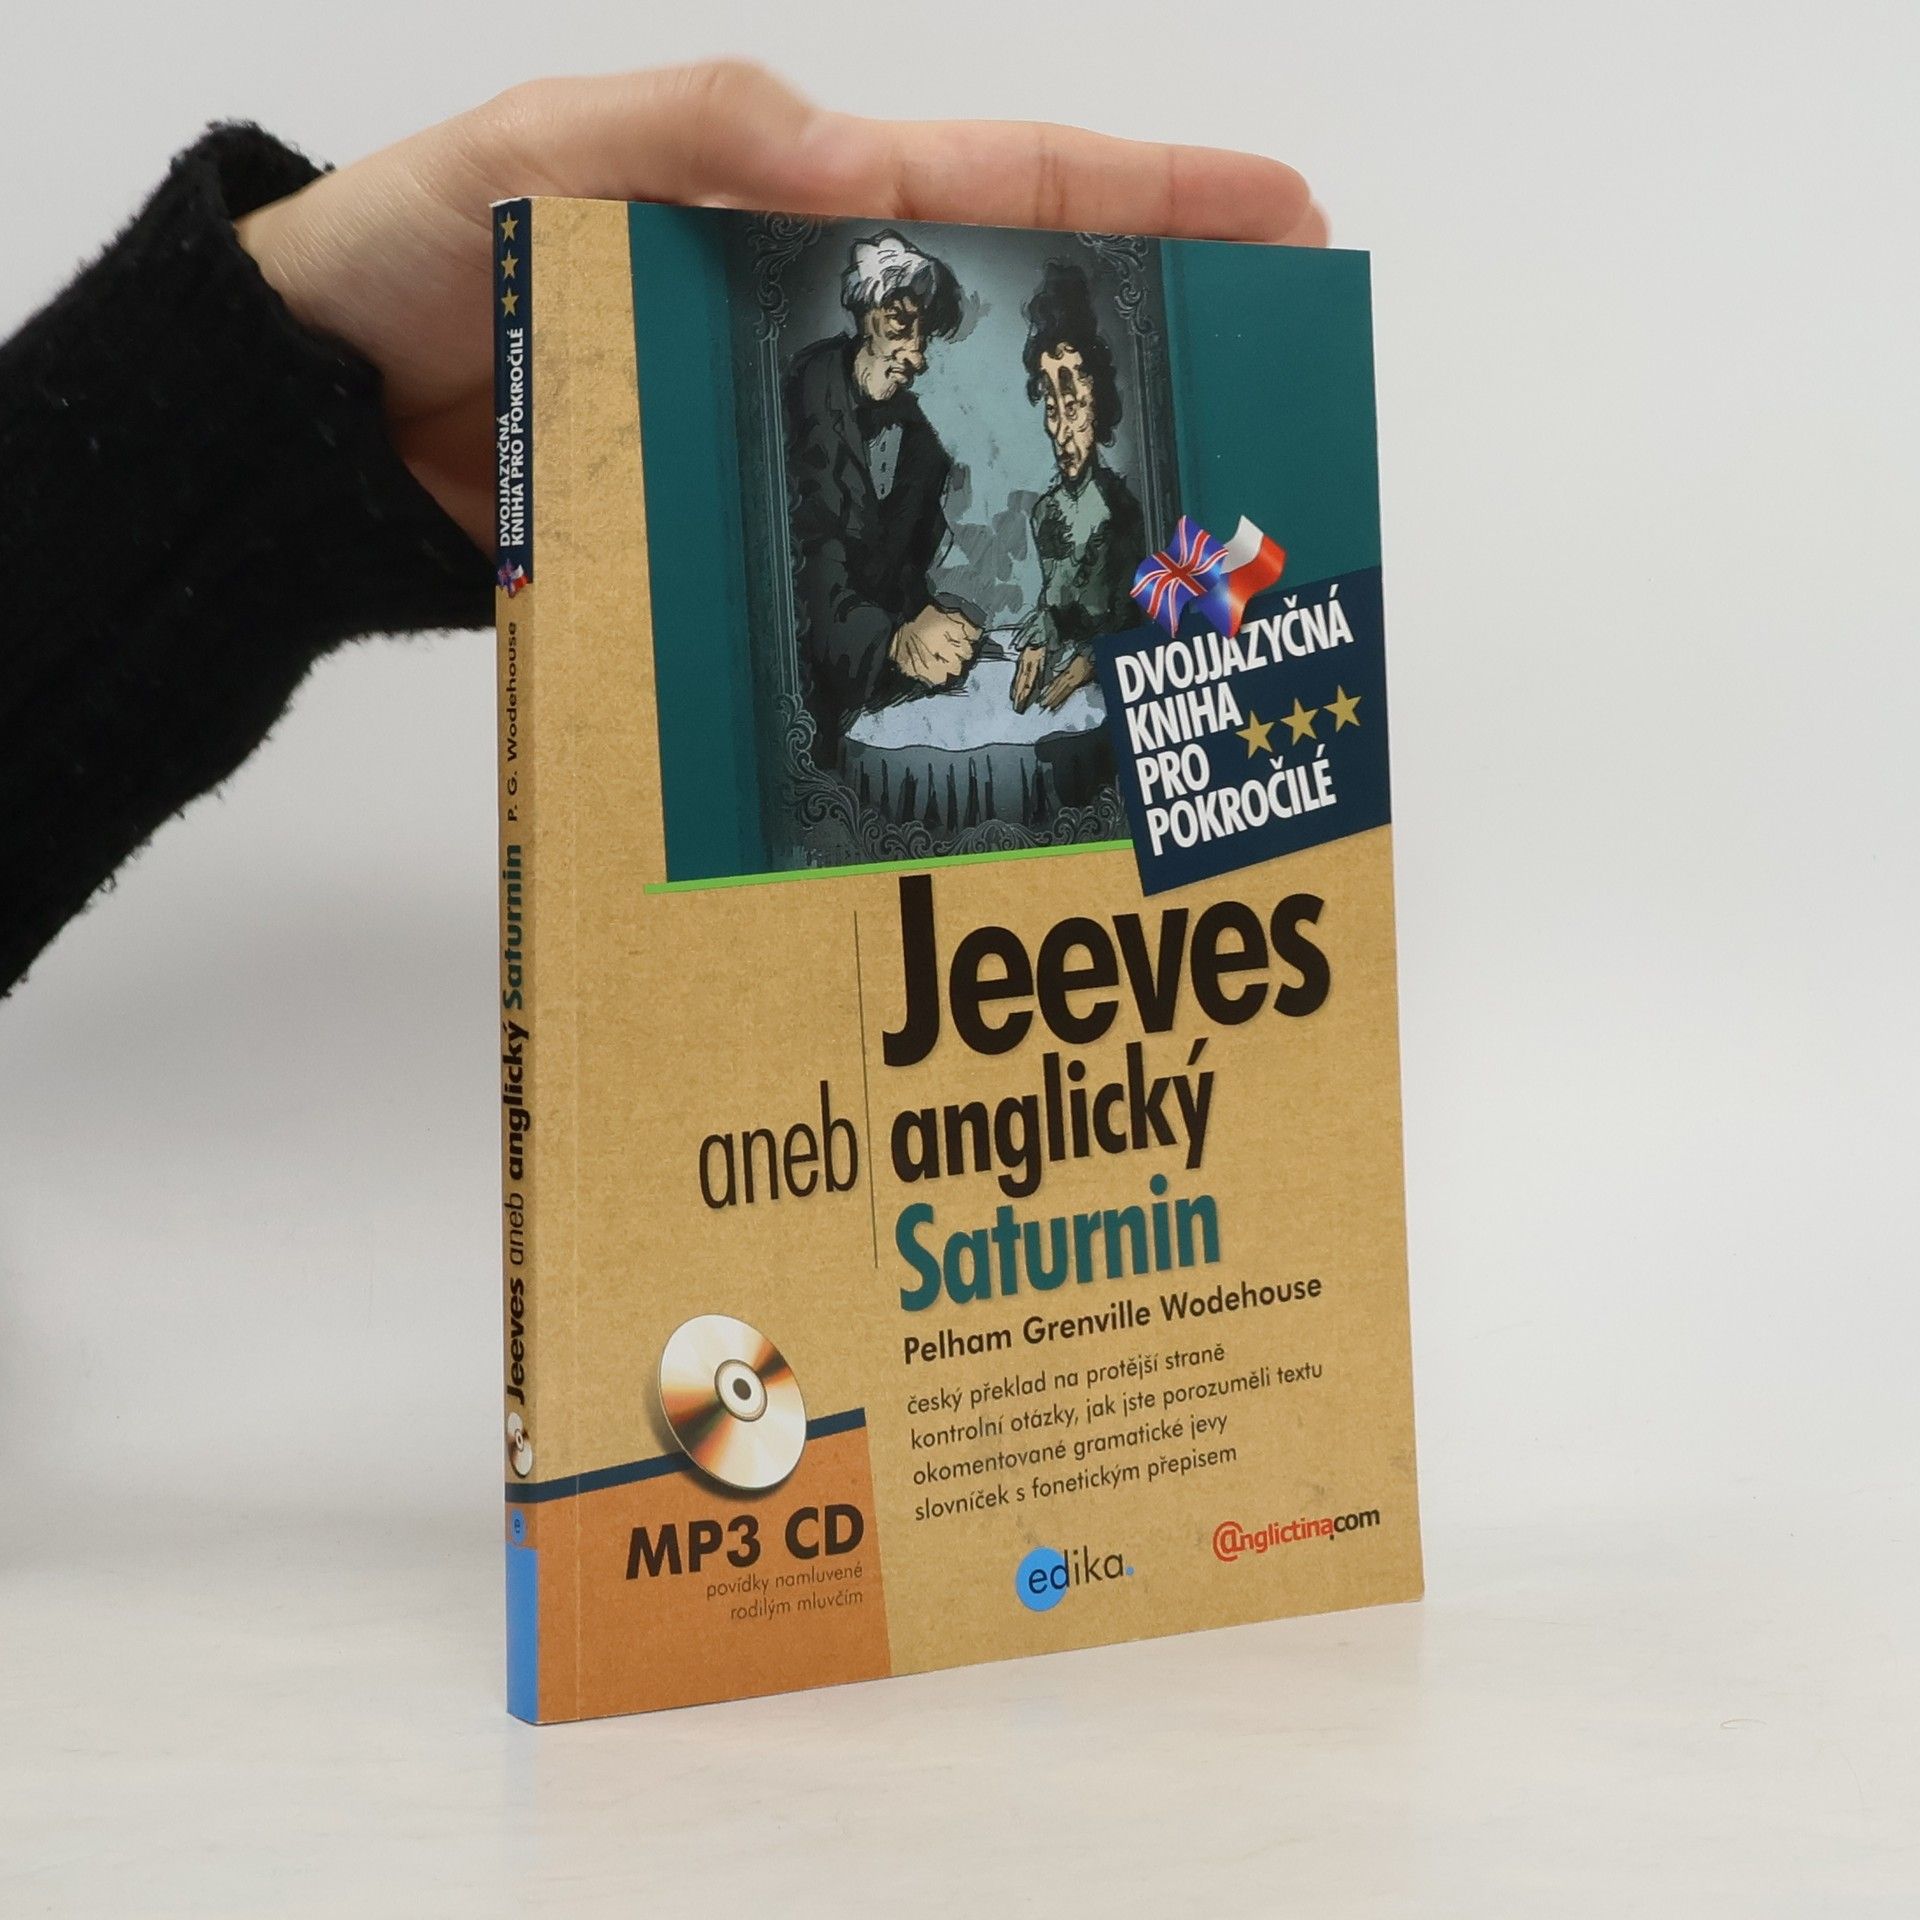 DVOJJAZYČNÁ
KNIHA PRO POKROČILÉ
P. G. Wodehouse
Jeeves aneb anglický Saturnin
e
DVOJJAZYČNÁ
KNIHA
PRO
POKROČILÉ
Jeeves
aneb anglický
Saturnin
Pelham Grenville Wodehouse
český překlad na protější straně
kontrolní otázky, jak jste porozuměli textu
okomentované gramatické jevy
slovníček s fonetickým přepisem
MP3 CD
povídky namluvené
rodilým mluvčím
edika.
@nglictina.com